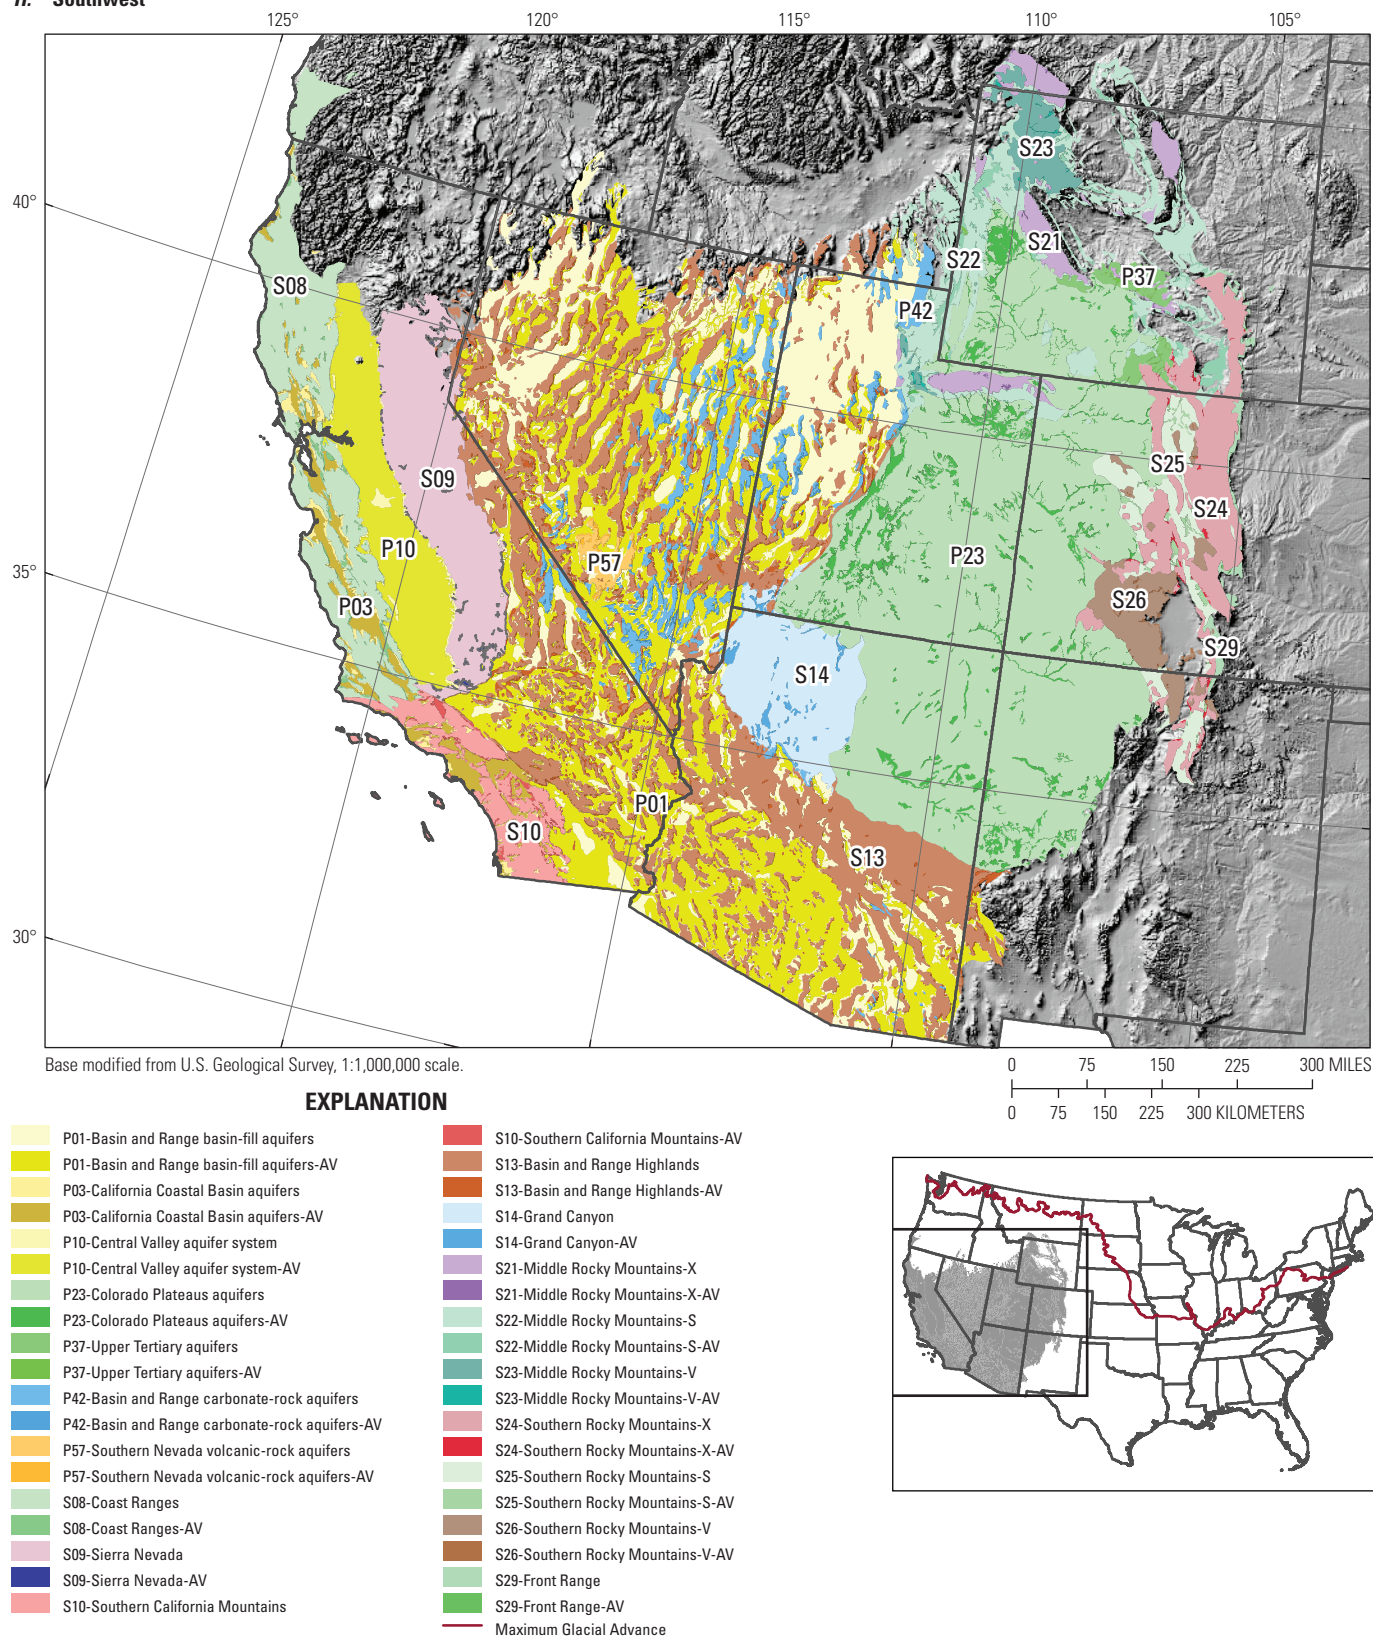 H. Southwest
125°
120°
115°
110°
105°
40°
35°
30°
S23
S21
S22
P37
S08
P42
S09
S25
S24
P10
P57
P23
P03
S26
S29
S14
P01
S10
S13
Base modified from U.S. Geological Survey, 1:1,000,000 scale.
0 75 150 225 300 MILES
0 75 150 225 300 KILOMETERS
EXPLANATION
P01-Basin and Range basin-fill aquifers
P01-Basin and Range basin-fill aquifers-AV
P03-California Coastal Basin aquifers
P03-California Coastal Basin aquifers-AV
P10-Central Valley aquifer system
P10-Central Valley aquifer system-AV
P23-Colorado Plateaus aquifers
P23-Colorado Plateaus aquifers-AV
P37-Upper Tertiary aquifers
P37-Upper Tertiary aquifers-AV
P42-Basin and Range carbonate-rock aquifers
P42-Basin and Range carbonate-rock aquifers-AV
P57-Southern Nevada volcanic-rock aquifers
P57-Southern Nevada volcanic-rock aquifers-AV
S08-Coast Ranges
S08-Coast Ranges-AV
S09-Sierra Nevada
S09-Sierra Nevada-AV
S10-Southern California Mountains
S10-Southern California Mountains-AV
S13-Basin and Range Highlands
S13-Basin and Range Highlands-AV
S14-Grand Canyon
S14-Grand Canyon-AV
S21-Middle Rocky Mountains-X
S21-Middle Rocky Mountains-X-AV
S22-Middle Rocky Mountains-S
S22-Middle Rocky Mountains-S-AV
S23-Middle Rocky Mountains-V
S23-Middle Rocky Mountains-V-AV
S24-Southern Rocky Mountains-X
S24-Southern Rocky Mountains-X-AV
S25-Southern Rocky Mountains-S
S25-Southern Rocky Mountains-S-AV
S26-Southern Rocky Mountains-V
S26-Southern Rocky Mountains-V-AV
S29-Front Range
S29-Front Range-AV
Maximum Glacial Advance